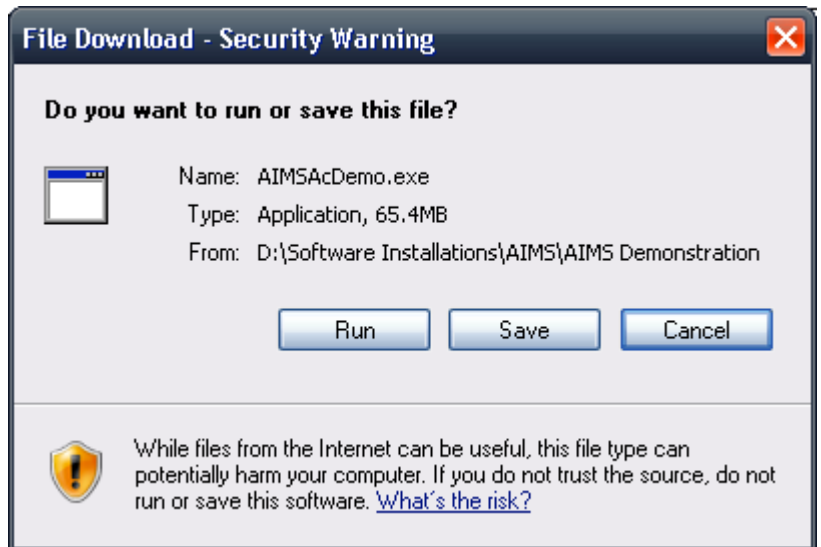 File Download - Security Warning
Do you want to run or save this file?
Name: AIMSAcDemo.exe
Type: Application, 65.4MB
From: D:\Software Installations\AIMS\AIMS Demonstration
Run Save Cancel
While files from the Internet can be useful, this file type can
potentially harm your computer. If you do not trust the source, do not
run or save this software. What's the risk?